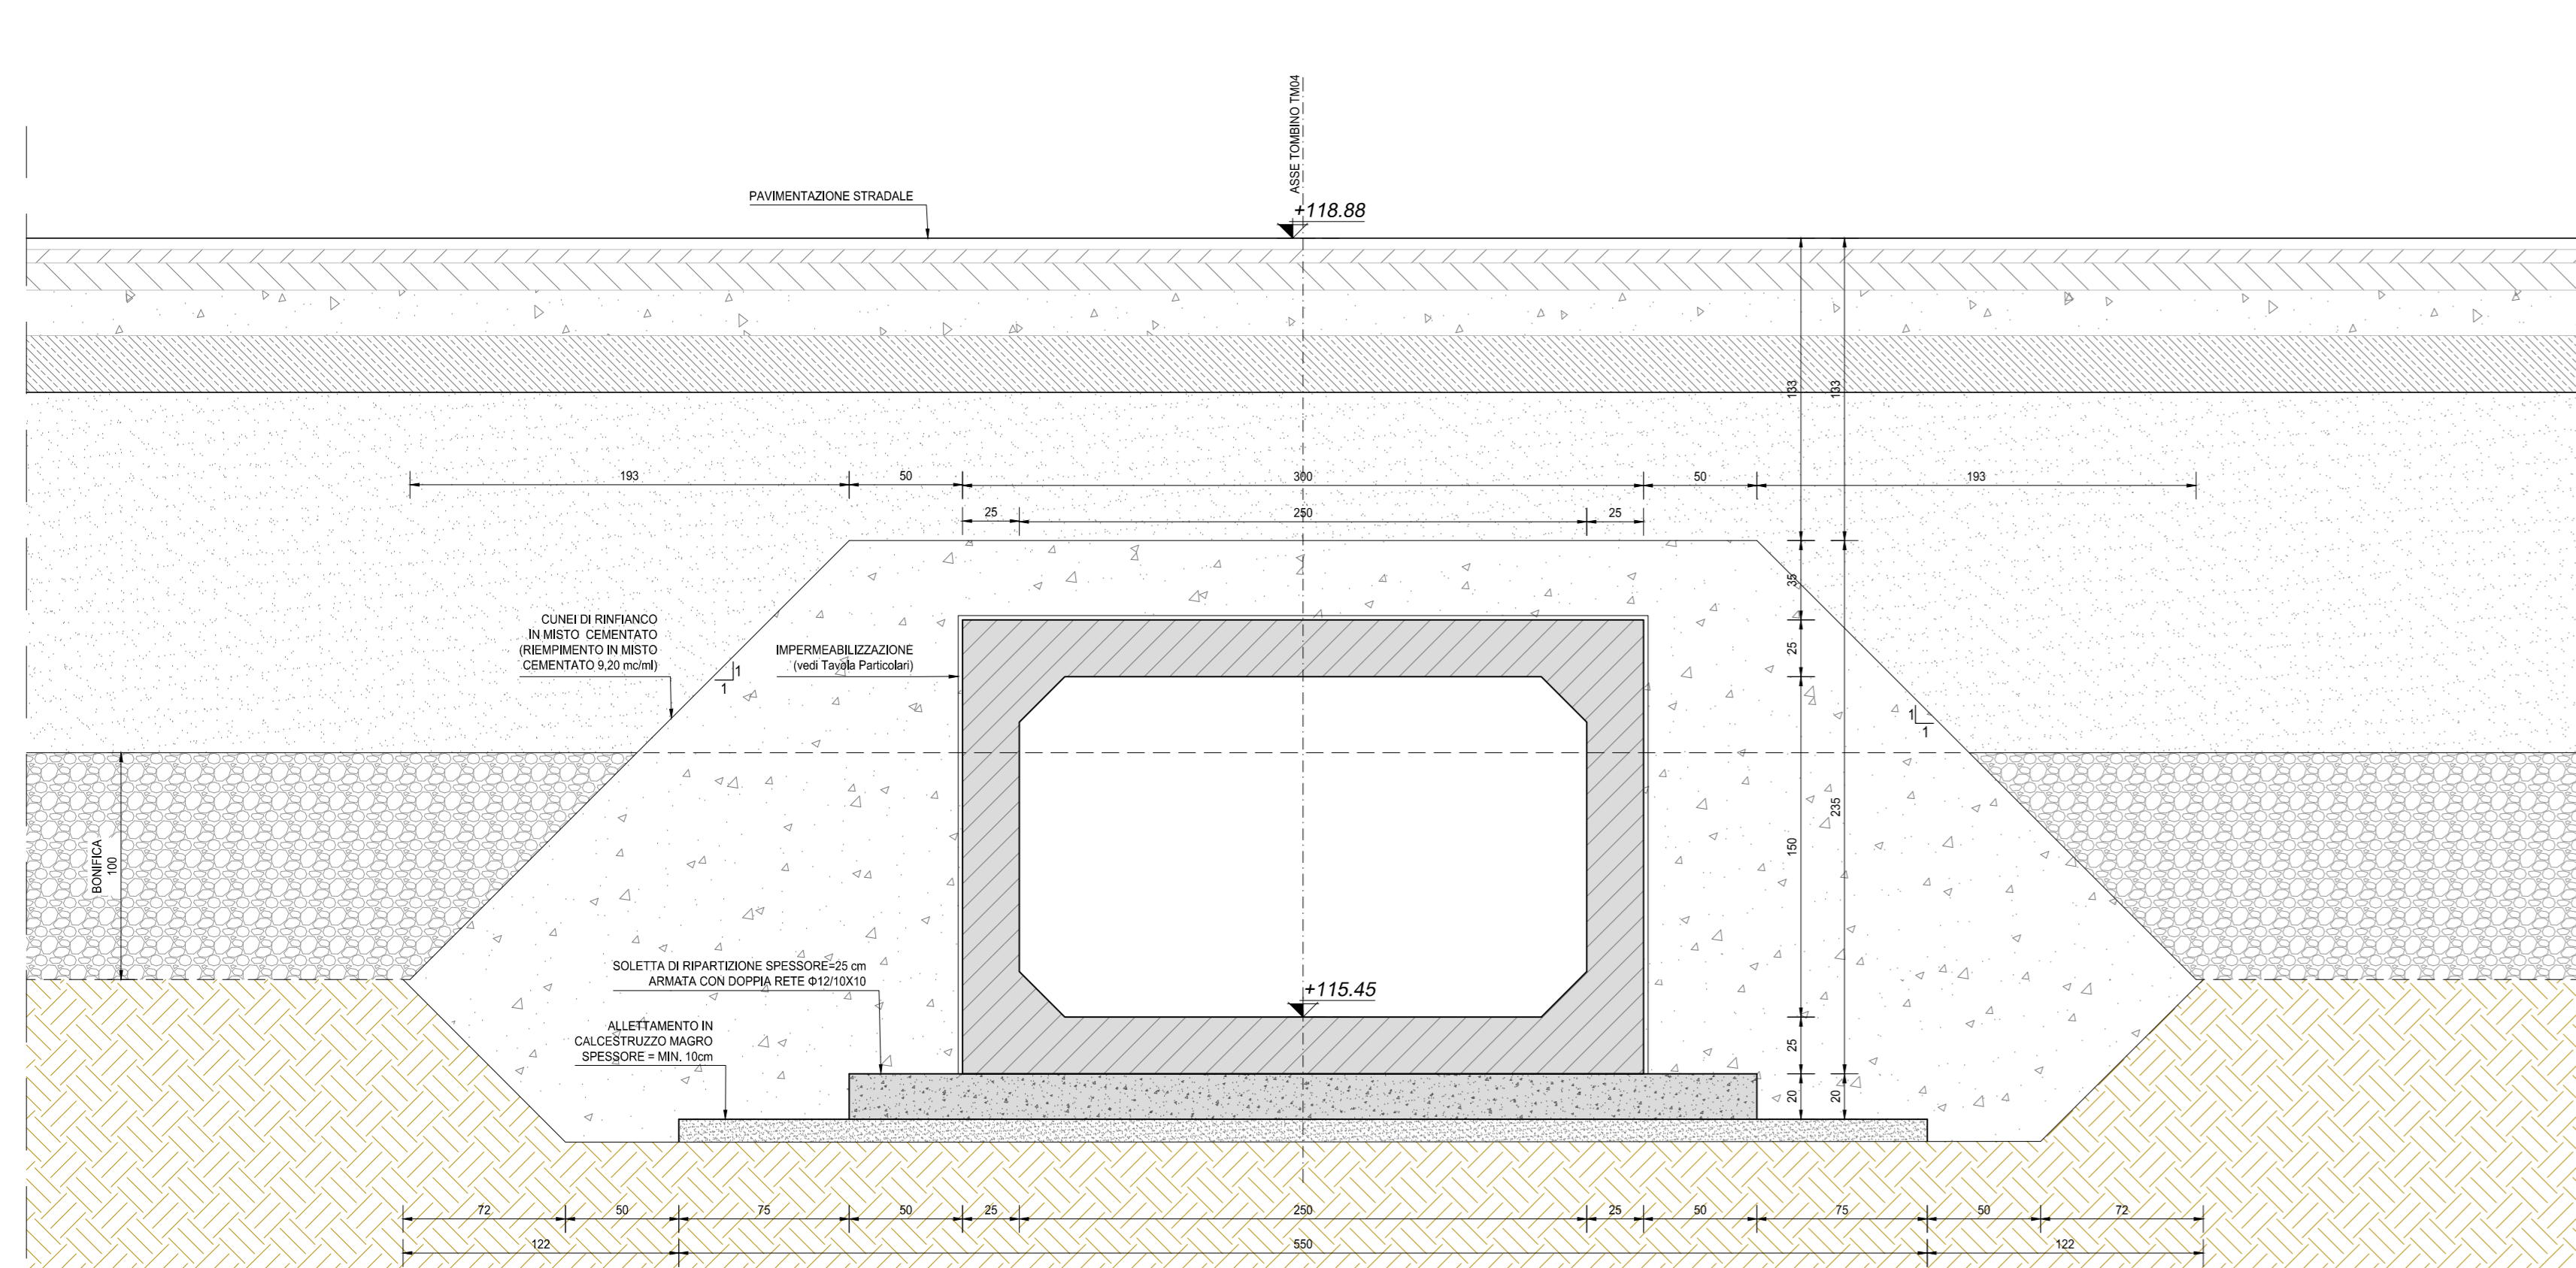 ASSE TOMBINO TM04
PAVIMENTAZIONE STRADALE
+118.88
133
133
193
50
300
50
193
25
250
25
35
CUNEI DI RINFIANCO
IN MISTO CEMENTATO
(RIEMPIMENTO IN MISTO
CEMENTATO 9,20 mc/ml)
1
1
IMPERMEABILIZZAZIONE
(vedi Tavola Particolari)
25
1
1
BONIFICA
100
150
235
SOLETTA DI RIPARTIZIONE SPESSORE=25 cm
ARMATA CON DOPPIA RETE Φ12/10X10
+115.45
ALLETTAMENTO IN
CALCESTRUZZO MAGRO
SPESSORE = MIN. 10cm
25
20
20
72
50
75
50
25
250
25
50
75
50
72
122
550
122